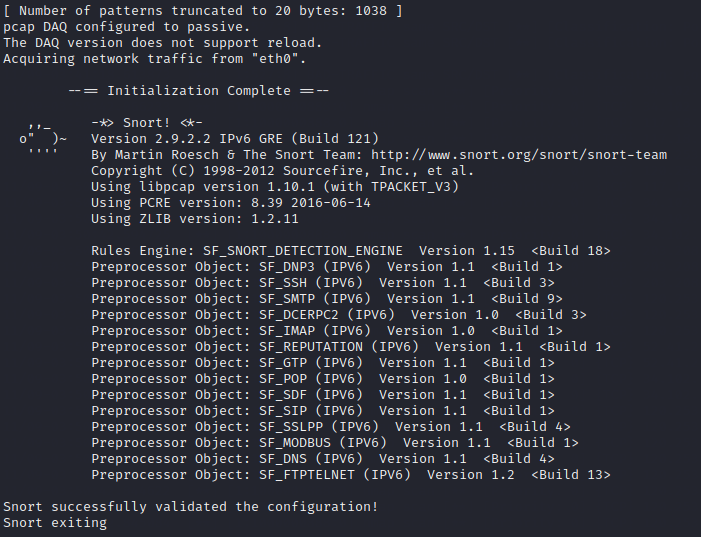 [ Number of patterns truncated to 20 bytes: 1038 ]
pcap DAQ configured to passive.
The DAQ version does not support reload.
Acquiring network traffic from "eth0".
--== Initialization Complete ==--
,,_ -*> Snort! <*-
o" )~ Version 2.9.2.2 IPv6 GRE (Build 121)
'''' By Martin Roesch & The Snort Team: http://www.snort.org/snort/snort-team
Copyright (C) 1998-2012 Sourcefire, Inc., et al.
Using libpcap version 1.10.1 (with TPACKET_V3)
Using PCRE version: 8.39 2016-06-14
Using ZLIB version: 1.2.11
Rules Engine: SF_SNORT_DETECTION_ENGINE Version 1.15 <Build 18>
Preprocessor Object: SF_DNP3 (IPV6) Version 1.1 <Build 1>
Preprocessor Object: SF_SSH (IPV6) Version 1.1 <Build 3>
Preprocessor Object: SF_SMTP (IPV6) Version 1.1 <Build 9>
Preprocessor Object: SF_DCERPC2 (IPV6) Version 1.0 <Build 3>
Preprocessor Object: SF_IMAP (IPV6) Version 1.0 <Build 1>
Preprocessor Object: SF_REPUTATION (IPV6) Version 1.1 <Build 1>
Preprocessor Object: SF_GTP (IPV6) Version 1.1 <Build 1>
Preprocessor Object: SF_POP (IPV6) Version 1.0 <Build 1>
Preprocessor Object: SF_SDF (IPV6) Version 1.1 <Build 1>
Preprocessor Object: SF_SIP (IPV6) Version 1.1 <Build 1>
Preprocessor Object: SF_SSLPP (IPV6) Version 1.1 <Build 4>
Preprocessor Object: SF_MODBUS (IPV6) Version 1.1 <Build 1>
Preprocessor Object: SF_DNS (IPV6) Version 1.1 <Build 4>
Preprocessor Object: SF_FTPTELNET (IPV6) Version 1.2 <Build 13>
Snort successfully validated the configuration!
Snort exiting